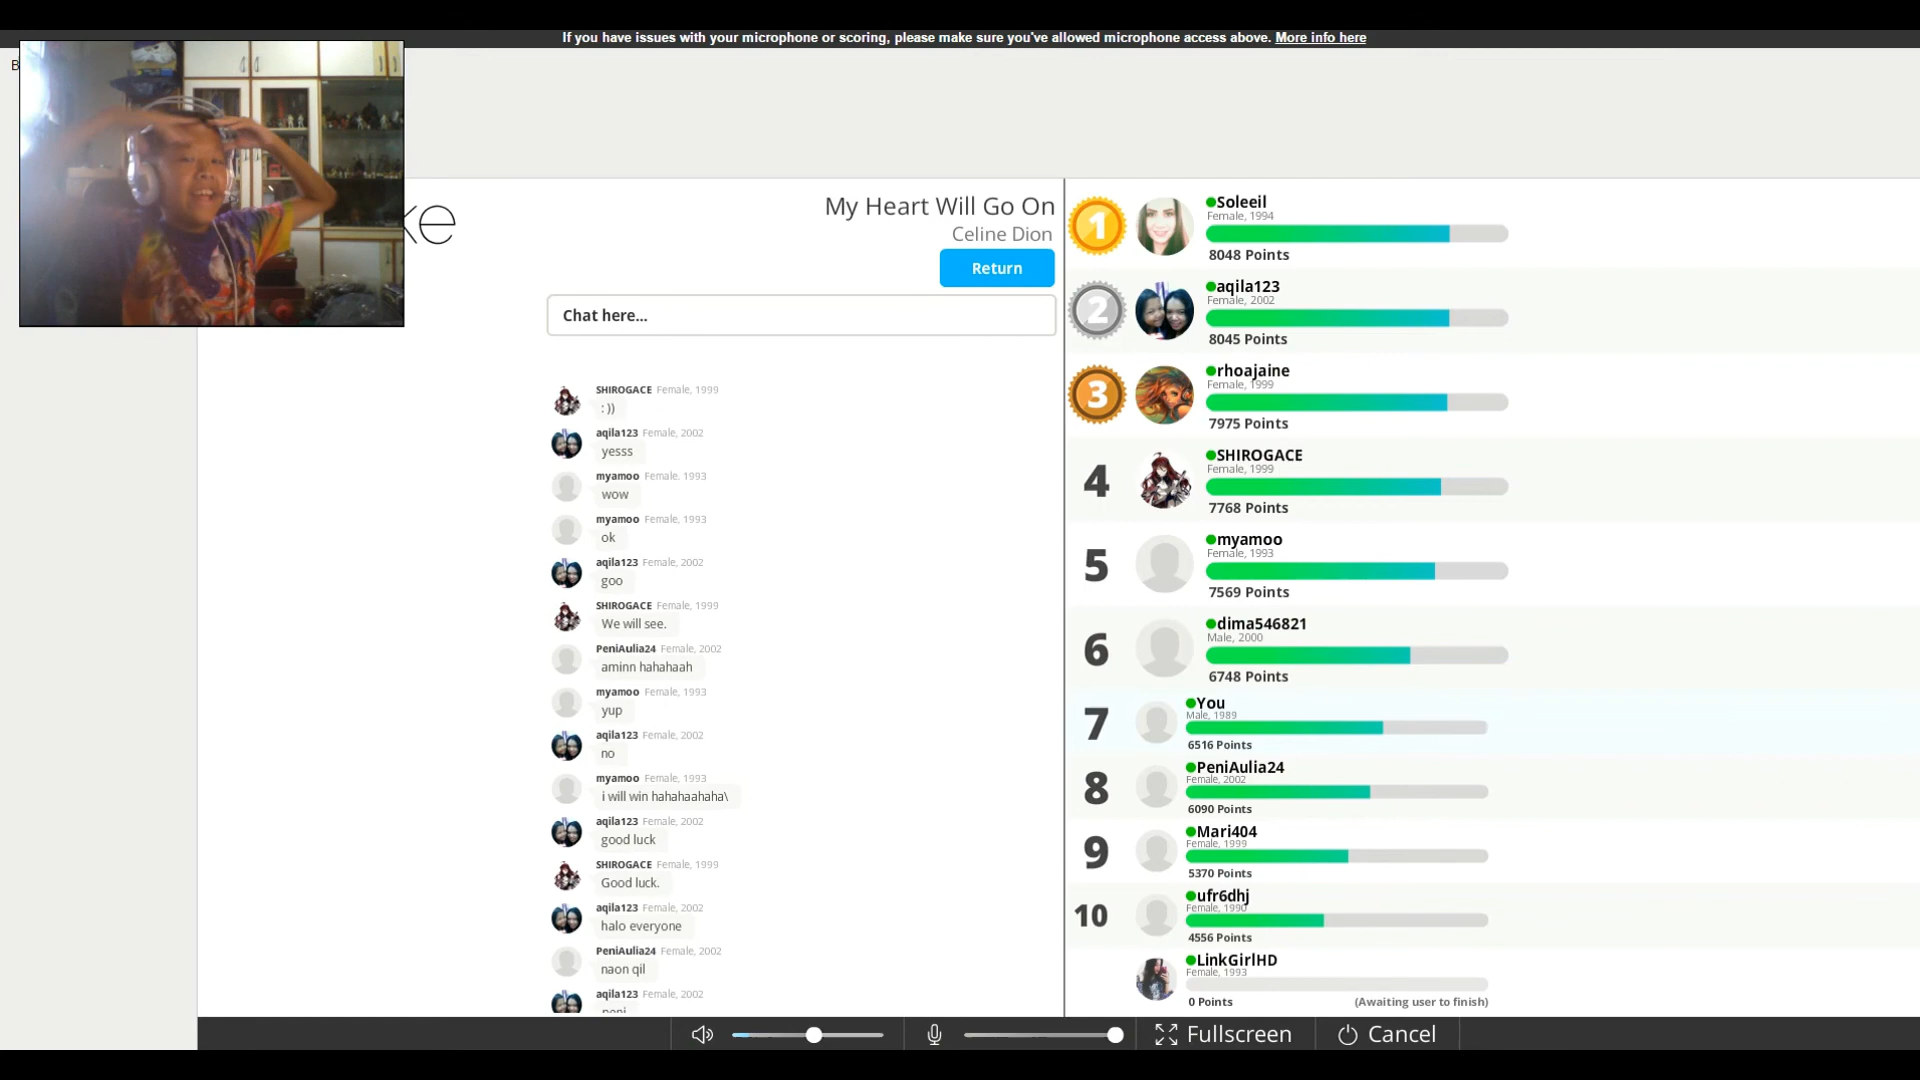 If you have issues with your microphone or scoring, please make sure you've allowed microphone access above. More info here
B
ke
My Heart Will Go On
Celine Dion
Return
Chat here...
SHIROGACE Female, 1999
: ))
aqila123 Female, 2002
yesss
myamoo Female. 1993
wow
myamoo Female, 1993
ok
aqila123 Female, 2002
goo
SHIROGACE Female, 1999
We will see.
PeniAulia24 Female, 2002
aminn hahahaah
myamoo Female, 1993
yup
aqila123 Female, 2002
no
myamoo Female, 1993
i will win hahahaahaha\
aqila123 Female, 2002
good luck
SHIROGACE Female, 1999
Good luck.
aqila123 Female, 2002
halo everyone
PeniAulia24 Female, 2002
naon qil
aqila123 Female, 2002
1
Soleeil
Female, 1994
8048 Points
2
aqila123
Female, 2002
8045 Points
3
rhoajaine
Female, 1999
7975 Points
4
SHIROGACE
Female, 1999
7768 Points
5
myamoo
Female, 1993
7569 Points
6
dima546821
Male, 2000
6748 Points
7
You
Male, 1989
6516 Points
8
PeniAulia24
Female, 2002
6090 Points
9
Mari404
Female, 1999
5370 Points
10
ufr6dhj
Female, 1990
4556 Points
LinkGirlHD
Female, 1993
0 Points (Awaiting user to finish)
Fullscreen
Cancel